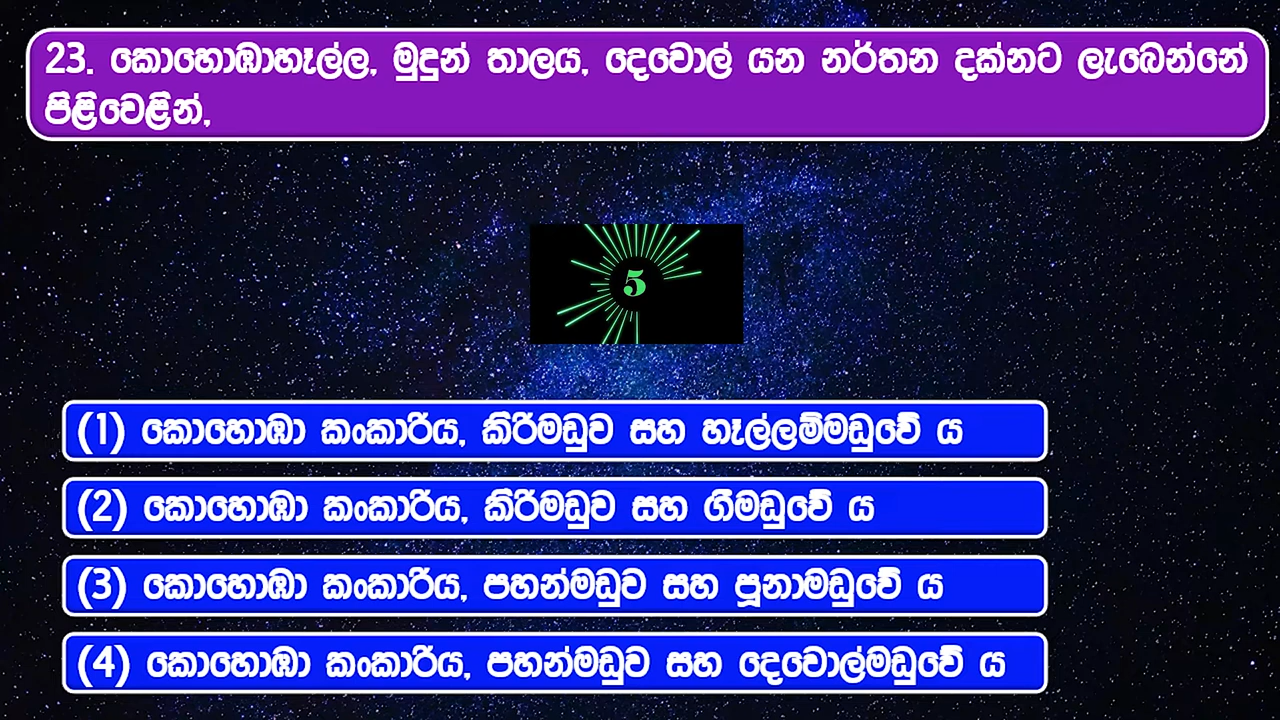 23. කොහොඹාහෑල්ල, මුදුන් තාලය, දෙවොල් යන නර්තන දක්නට ලැබෙන්නේ
පිළිවෙළින්,
5
(1) කොහොඹා කංකාරිය, කිරිමඩුව සහ හෑල්ලම්මඩුවේ ය
(2) කොහොඹා කංකාරිය, කිරිමඩුව සහ ගීමඩුවේ ය
(3) කොහොඹා කංකාරිය, පහන්මඩුව සහ පූනාමඩුවේ ය
(4) කොහොඹා කංකාරිය, පහන්මඩුව සහ දෙවොල්මඩුවේ ය